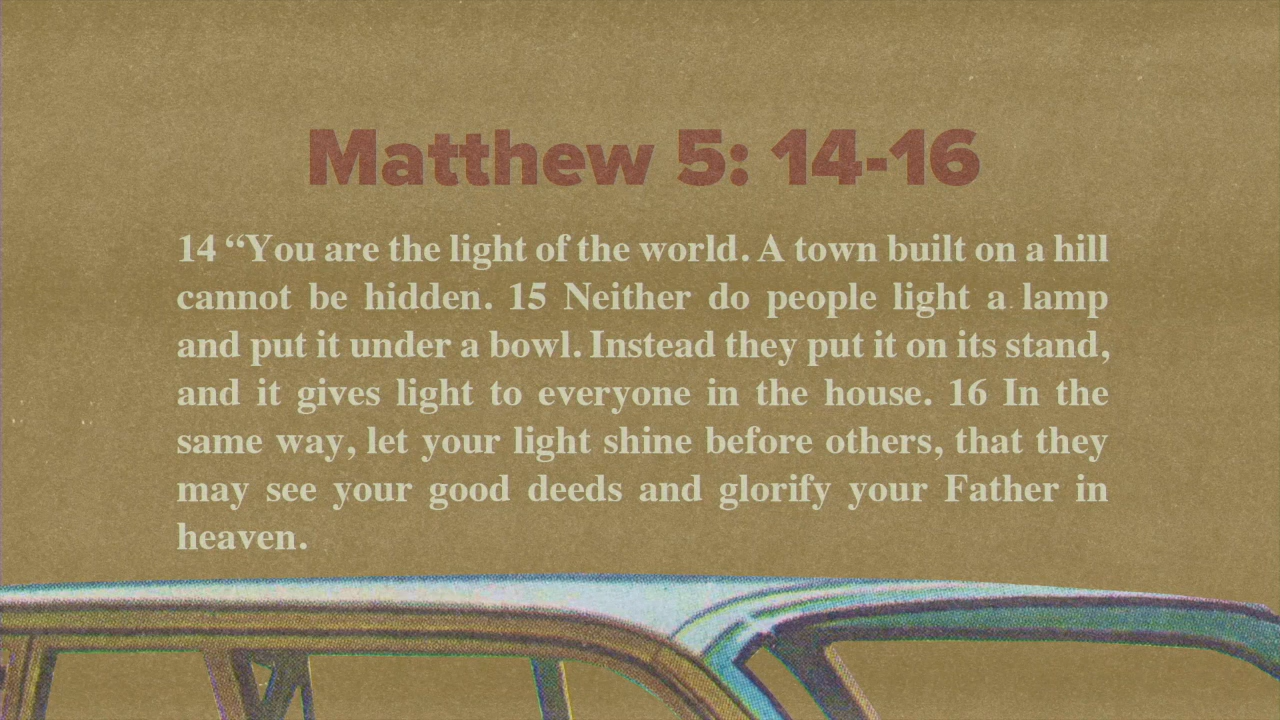 Matthew 5: 14-16
14 “You are the light of the world. A town built on a hill
cannot be hidden. 15 Neither do people light a lamp
and put it under a bowl. Instead they put it on its stand,
and it gives light to everyone in the house. 16 In the
same way, let your light shine before others, that they
may see your good deeds and glorify your Father in
heaven.